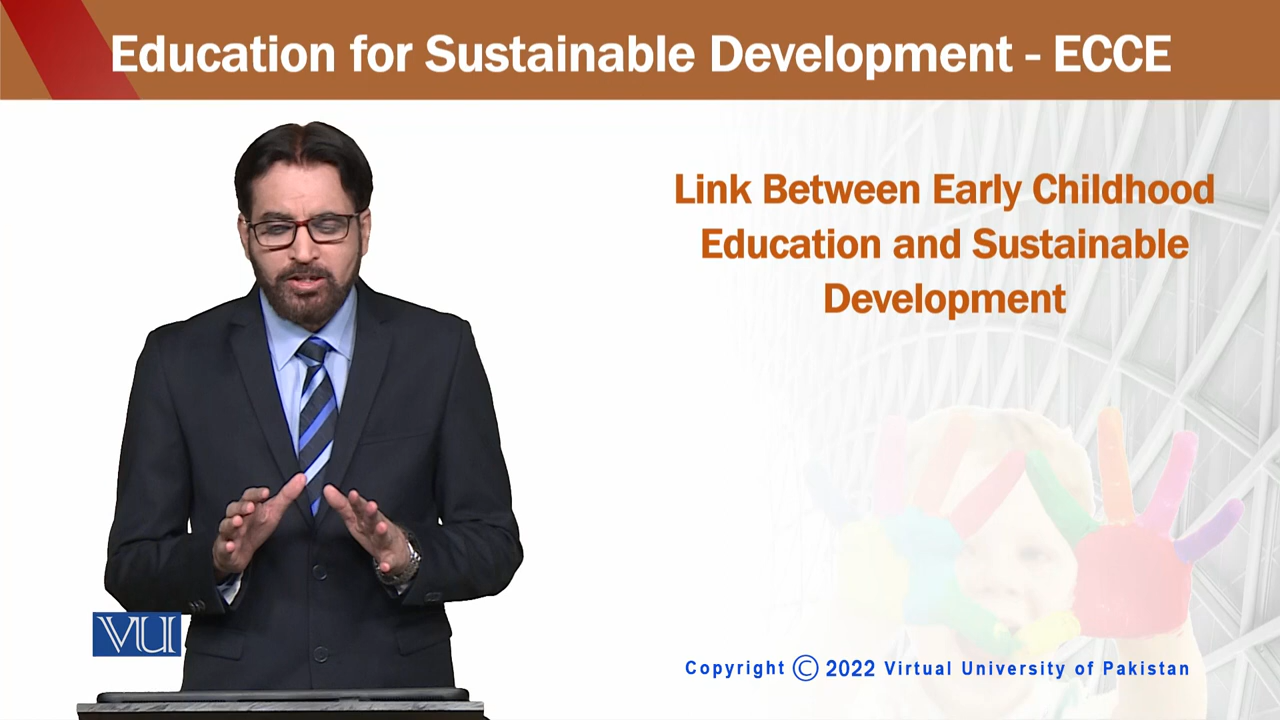 Education for Sustainable Development - ECCE
Link Between Early Childhood
Education and Sustainable
Development
VU
Copyright © 2022 Virtual University of Pakistan